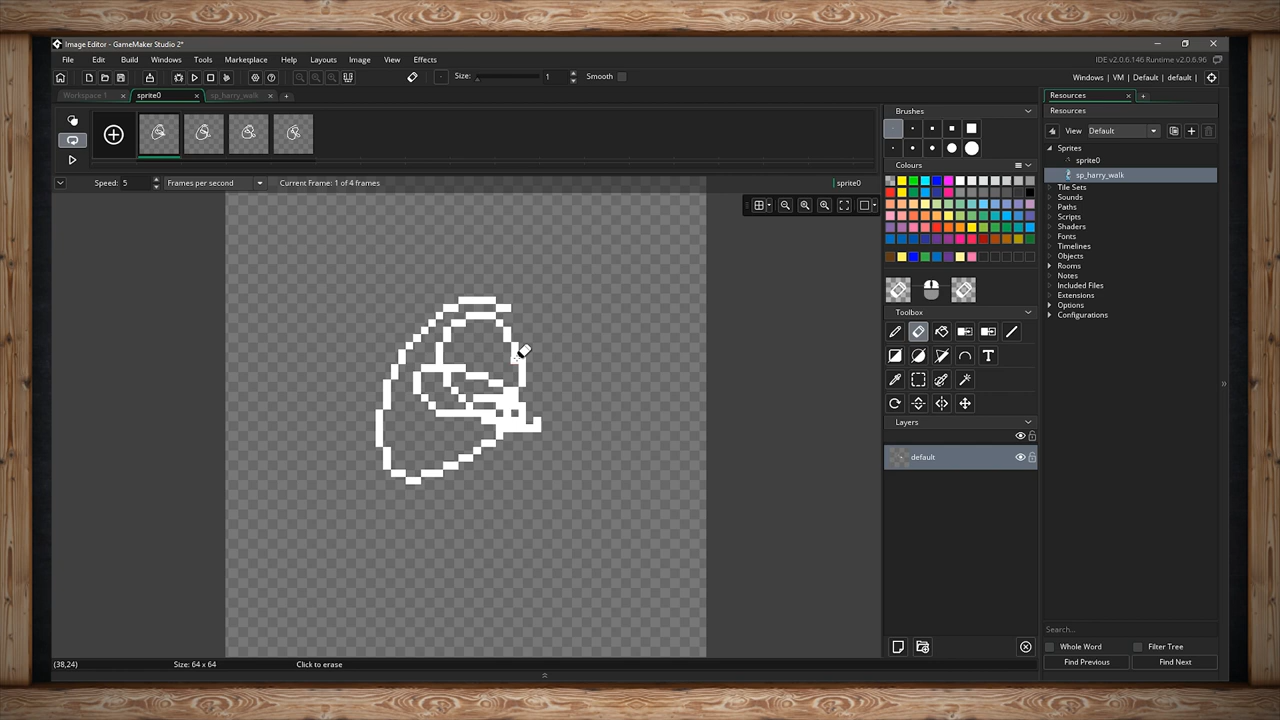 Image Editor - GameMaker Studio 2*
File Edit Build Windows Tools Marketplace Help Layouts Image View Effects
IDE v2.0.6.146 Runtime v2.0.6.96
Size: 1 Smooth
Windows | VM | Default | default |
Workspace 1 sprite0 sp_harry_walk
Resources
Brushes
Resources
View Default
Colours
Speed: 5 Frames per second Current Frame: 1 of 4 frames sprite0
Sprites
sprite0
sp_harry_walk
Tile Sets
Sounds
Paths
Scripts
Shaders
Fonts
Timelines
Objects
Rooms
Notes
Included Files
Extensions
Options
Configurations
Toolbox
T
Layers
default
Search...
Whole Word Filter Tree
Find Previous Find Next
(38,24) Size: 64 x 64 Click to erase